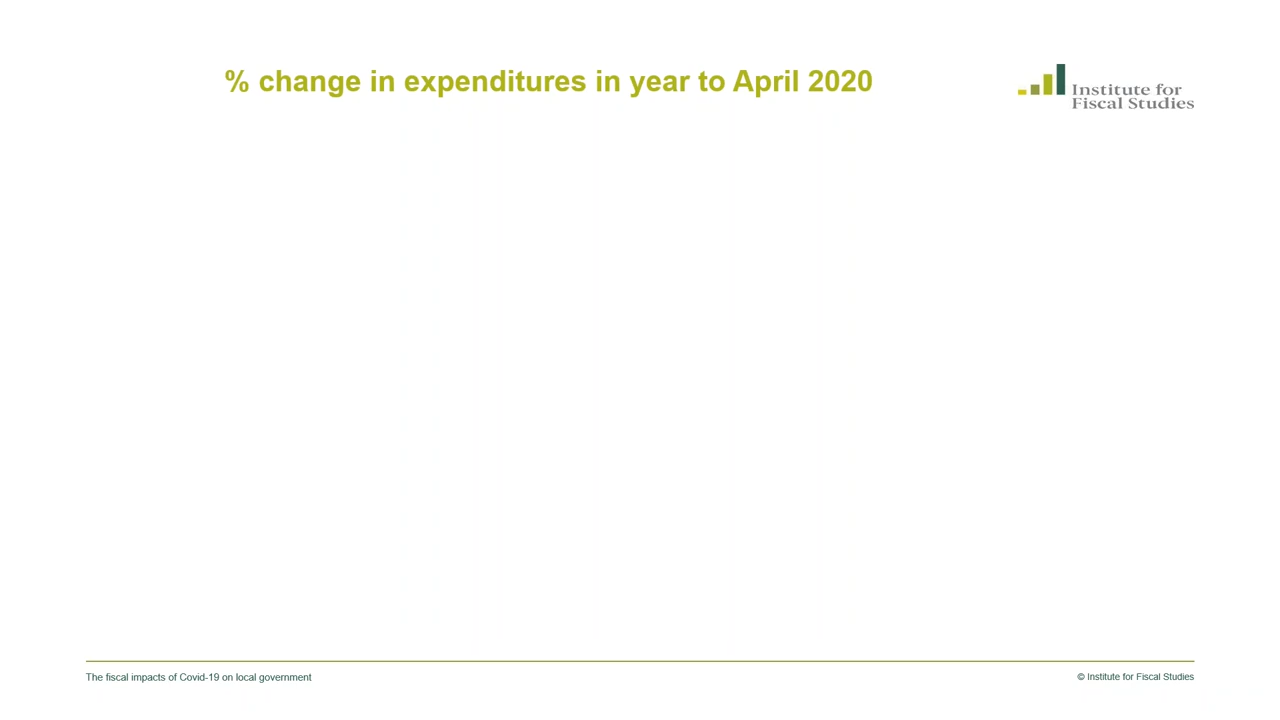 % change in expenditures in year to April 2020
Institute for
Fiscal Studies
The fiscal impacts of Covid-19 on local government
© Institute for Fiscal Studies